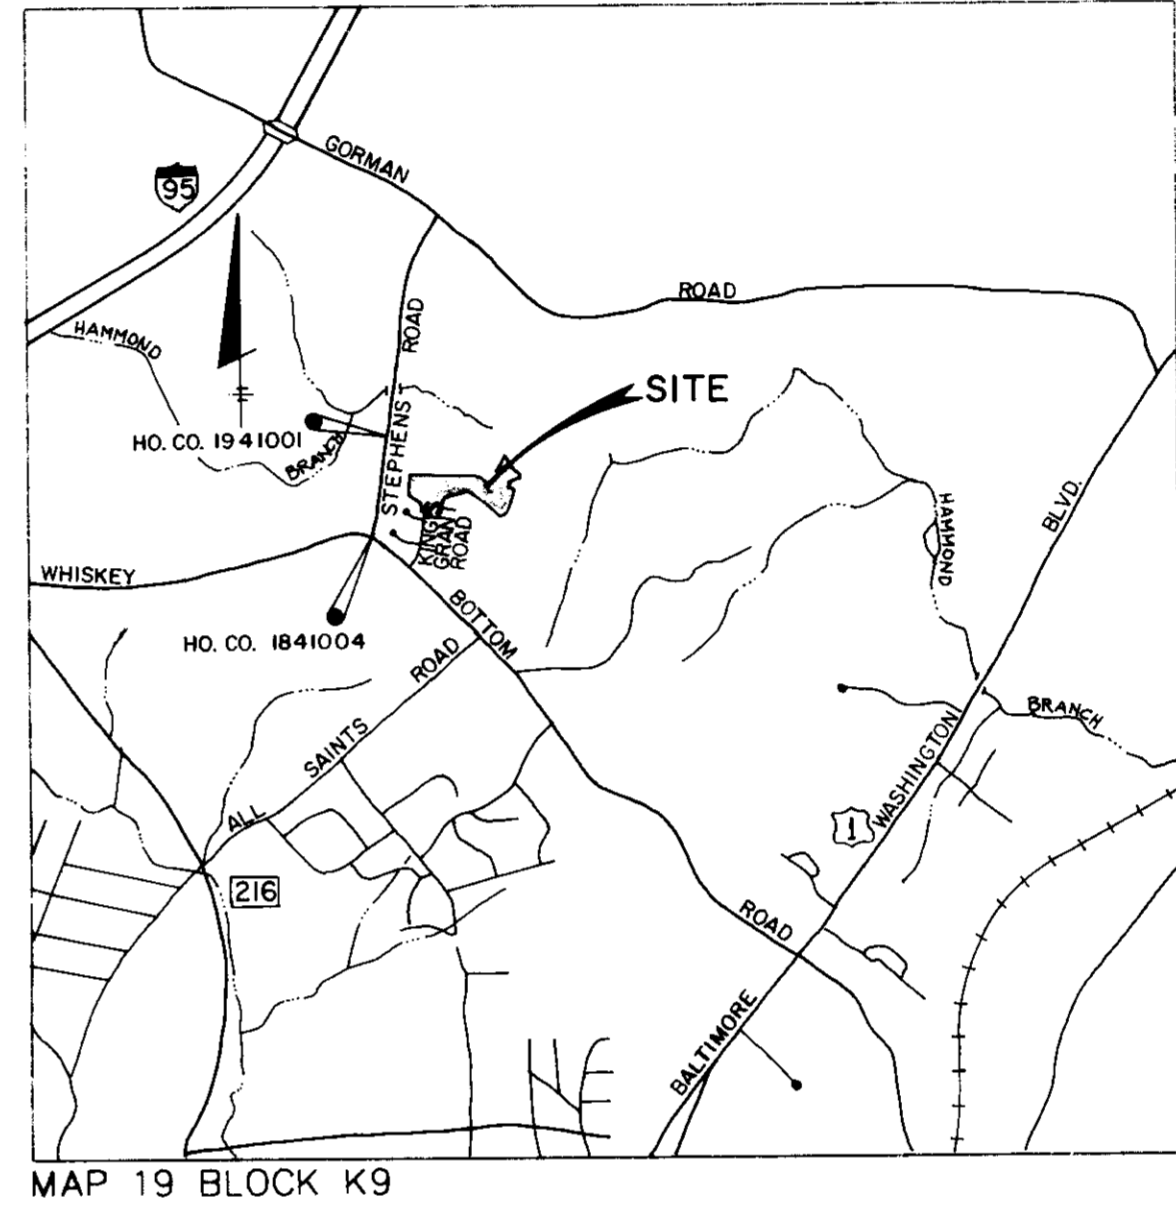 GORMAN
95
ROAD
ROAD
HAMMOND
SITE
HO. CO. 1941001
BRANCH
STEPHENS
HAMMOND
BLVD.
KINGS
GRANT
ROAD
WHISKEY
BOTTOM
HO. CO. 1841004
ROAD
BRANCH
SAINTS
WASHINGTON
ALL
1
216
ROAD
BALTIMORE
MAP 19 BLOCK K9